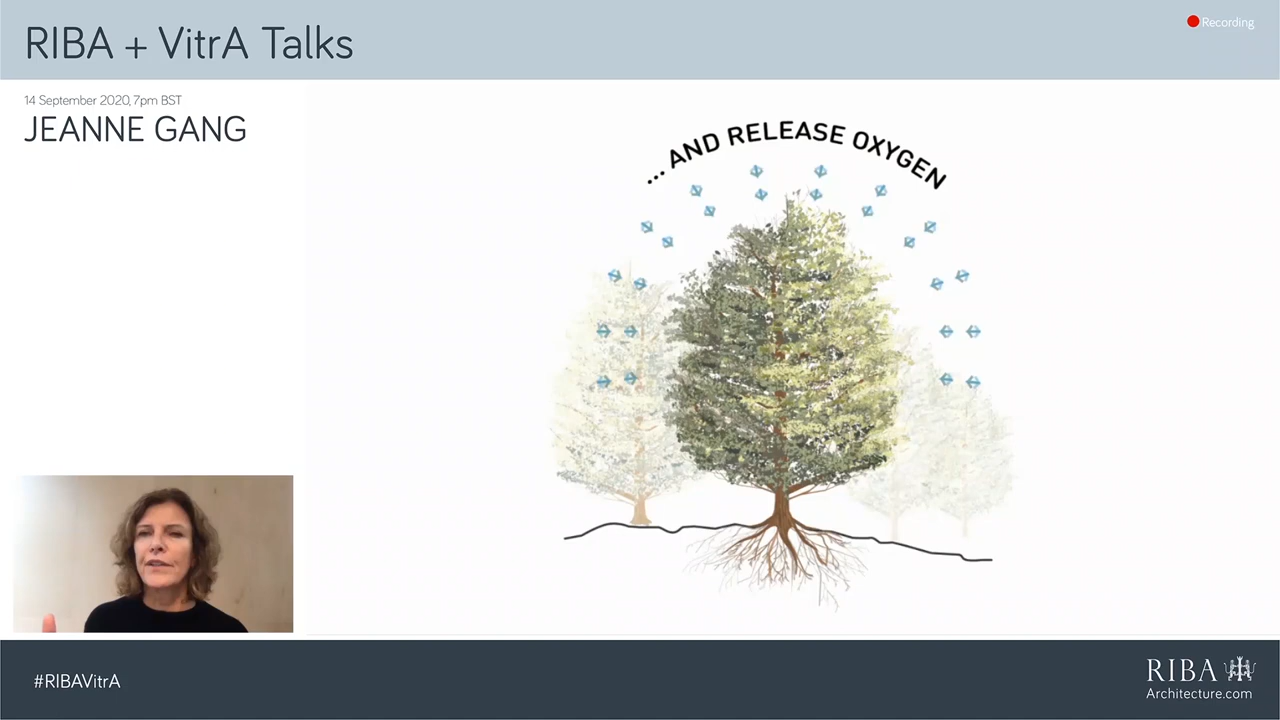 RIBA + VitrA Talks
Recording
14 September 2020, 7pm BST
JEANNE GANG
... AND RELEASE OXYGEN
#RIBAVitrA
RIBA
Architecture.com